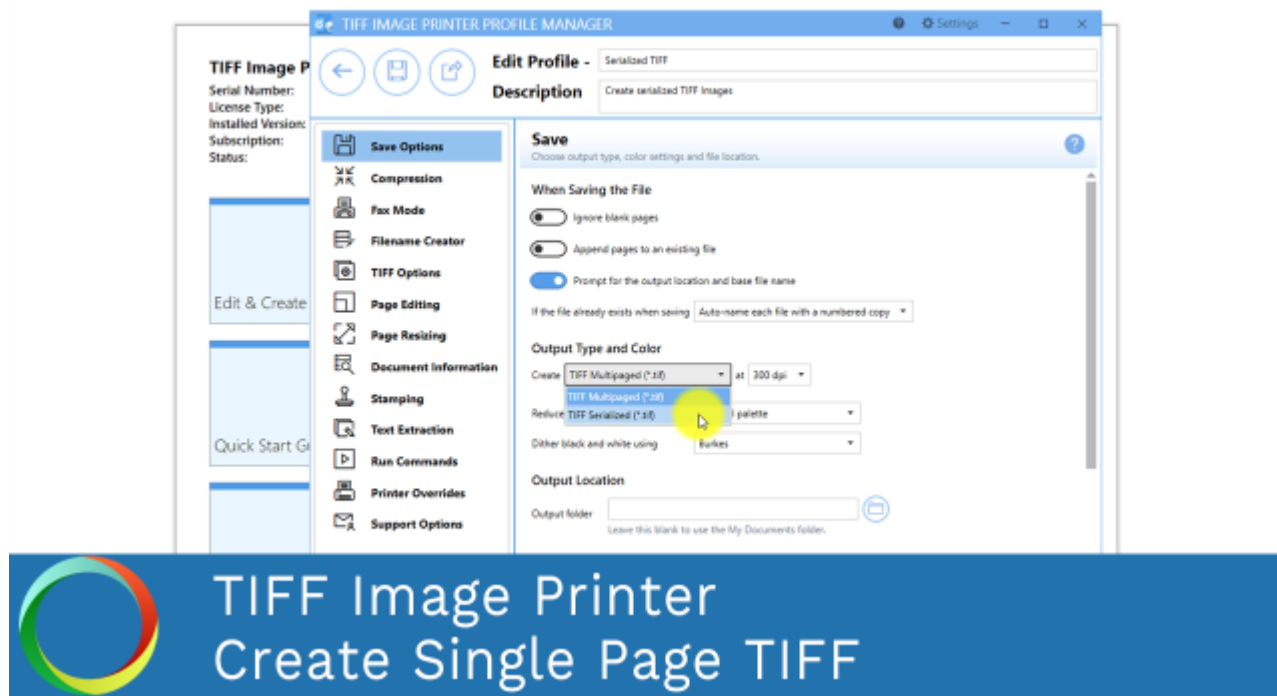 TIFF IMAGE PRINTER PROFILE MANAGER
Settings
TIFF Image P
Serial Number:
License Type:
Installed Version:
Subscription:
Status:
Edit & Create
Quick Start G
Edit Profile - Serialized TIFF
Description Create serialized TIFF Images
Save Options
Compression
Fax Mode
Filename Creator
TIFF Options
Page Editing
Page Resizing
Document Information
Stamping
Text Extraction
Run Commands
Printer Overrides
Support Options
Save
Choose output type, color settings and file location.
When Saving the File
Ignore blank pages
Append pages to an existing file
Prompt for the output location and base file name
If the file already exists when saving Auto-name each file with a numbered copy
Output Type and Color
Create TIFF Multipaged (*.tif) at 300 dpi
TIFF Multipaged (*.tif)
Reduce TIFF Serialized (*.tif) palette
Dither black and white using Burkes
Output Location
Output folder
Leave this blank to use the My Documents folder.
TIFF Image Printer
Create Single Page TIFF